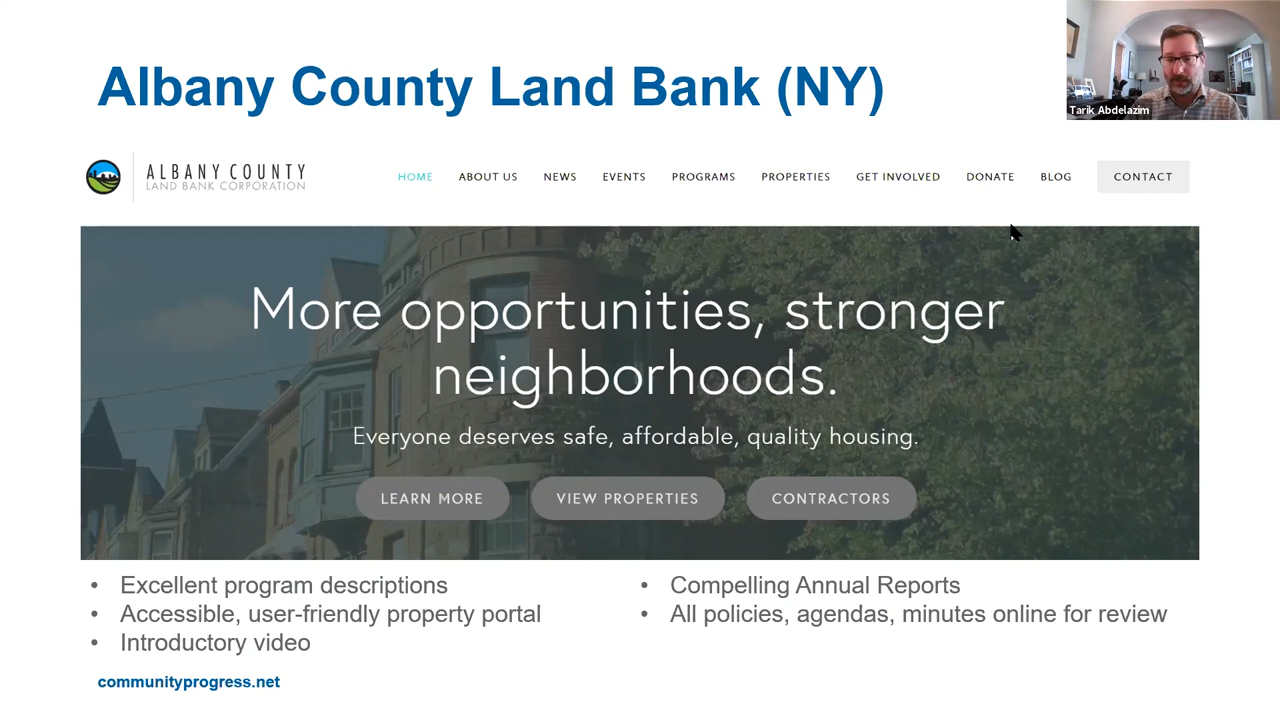 Albany County Land Bank (NY)
Tarik Abdelazim
ALBANY COUNTY
LAND BANK CORPORATION
HOME ABOUT US NEWS EVENTS PROGRAMS PROPERTIES GET INVOLVED DONATE BLOG CONTACT
More opportunities, stronger
neighborhoods.
Everyone deserves safe, affordable, quality housing.
LEARN MORE VIEW PROPERTIES CONTRACTORS
• Excellent program descriptions
• Accessible, user-friendly property portal
• Introductory video
• Compelling Annual Reports
• All policies, agendas, minutes online for review
communityprogress.net